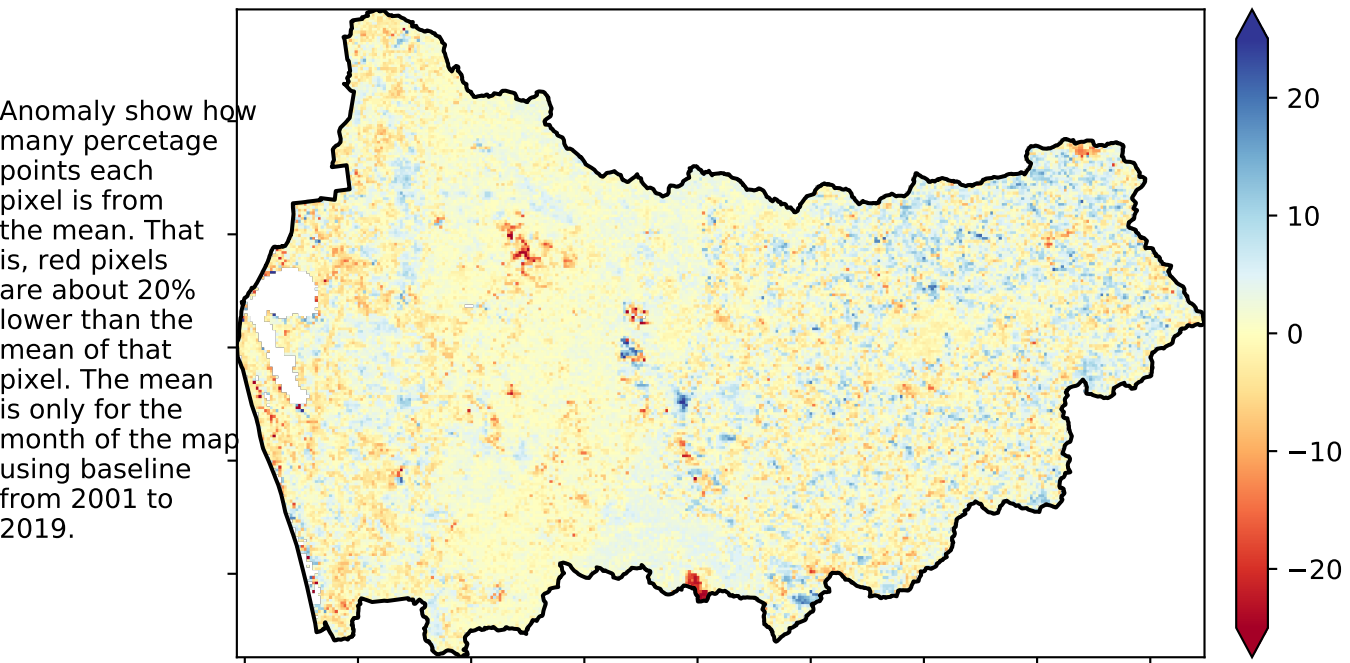 Anomaly show how
many percetage
points each
pixel is from
the mean. That
is, red pixels
are about 20%
lower than the
mean of that
pixel. The mean
is only for the
month of the map
using baseline
from 2001 to
2019.
20
10
0
−10
−20